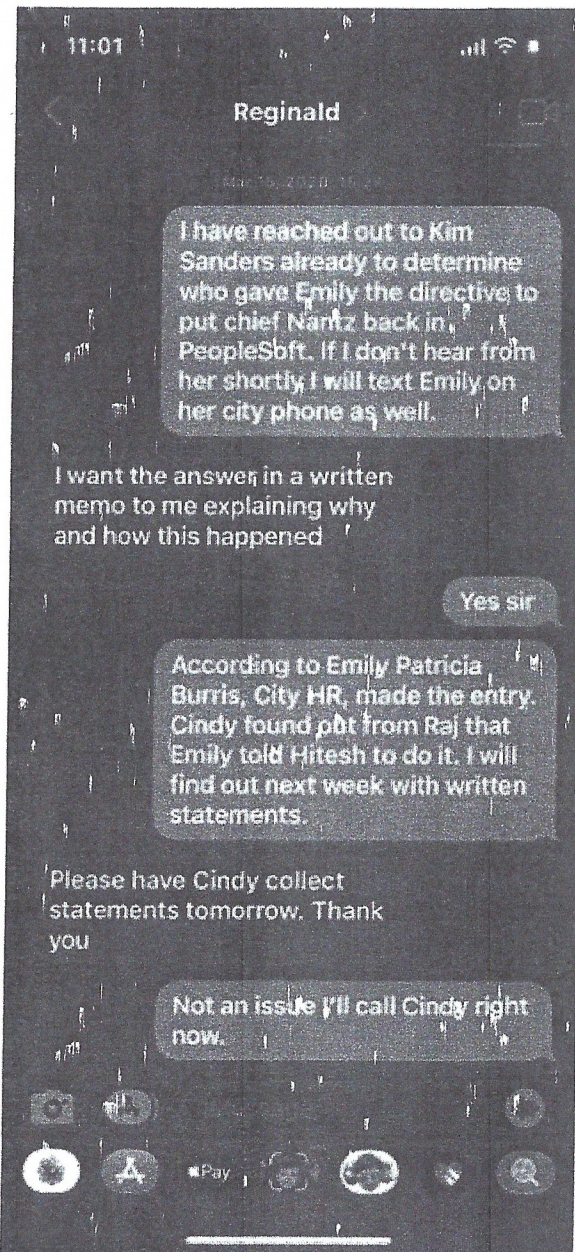 11:01
Reginald
I have reached out to Kim
Sanders already to determine
who gave Emily the directive to
put chief Nantz back in
PeopleSoft. If I don't hear from
her shortly I will text Emily on
her city phone as well.
I want the answer in a written
memo to me explaining why
and how this happened
Yes sir
According to Emily Patricia
Burris, City HR, made the entry.
Cindy found out from Raj that
Emily told Hitesh to do it. I will
find out next week with written
statements.
Please have Cindy collect
statements tomorrow. Thank
you
Not an issue I'll call Cindy right
now.
Pay